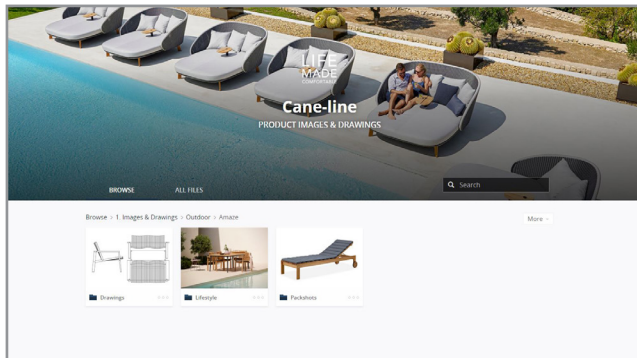 LIFE
MADE
COMFORTABLE
Cane-line
PRODUCT IMAGES & DRAWINGS
BROWSE
ALL FILES
Search
Browse > 1. Images & Drawings > Outdoor > Amaze
More
Drawings
Lifestyle
Packshots